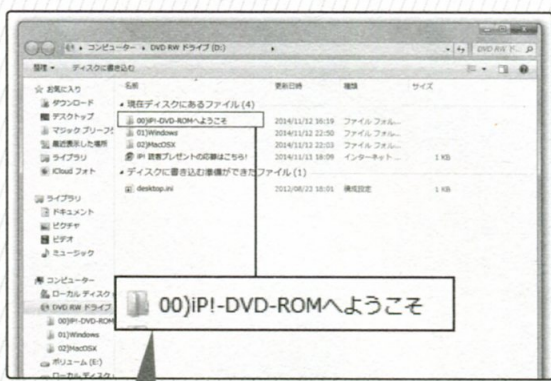 コンピューター ▸ DVD RW ドライブ (D:)
DVD RW ド...
整理 ▾ ディスクに書き込む
お気に入り
ダウンロード
デスクトップ
マジック ブリーフ
最近表示した場所
ライブラリ
iCloud フォト
ライブラリ
ドキュメント
ピクチャ
ビデオ
ミュージック
コンピューター
ローカル ディスク
DVD RW ドライブ
00)iP!-DVD-ROM
01)Windows
02)MacOSX
ボリューム (E:)
ローカル ディスク
名前 更新日時 種類 サイズ
現在ディスクにあるファイル (4)
00)iP!-DVD-ROMへようこそ 2014/11/12 16:19 ファイル フォル...
01)Windows 2014/11/12 22:50 ファイル フォル...
02)MacOSX 2014/11/12 22:03 ファイル フォル...
iP! 読者プレゼントの応募はこちら! 2014/11/11 18:09 インターネット... 1 KB
ディスクに書き込む準備ができたファイル (1)
desktop.ini 2012/08/22 18:01 構成設定 1 KB
00)iP!-DVD-ROMへようこそ